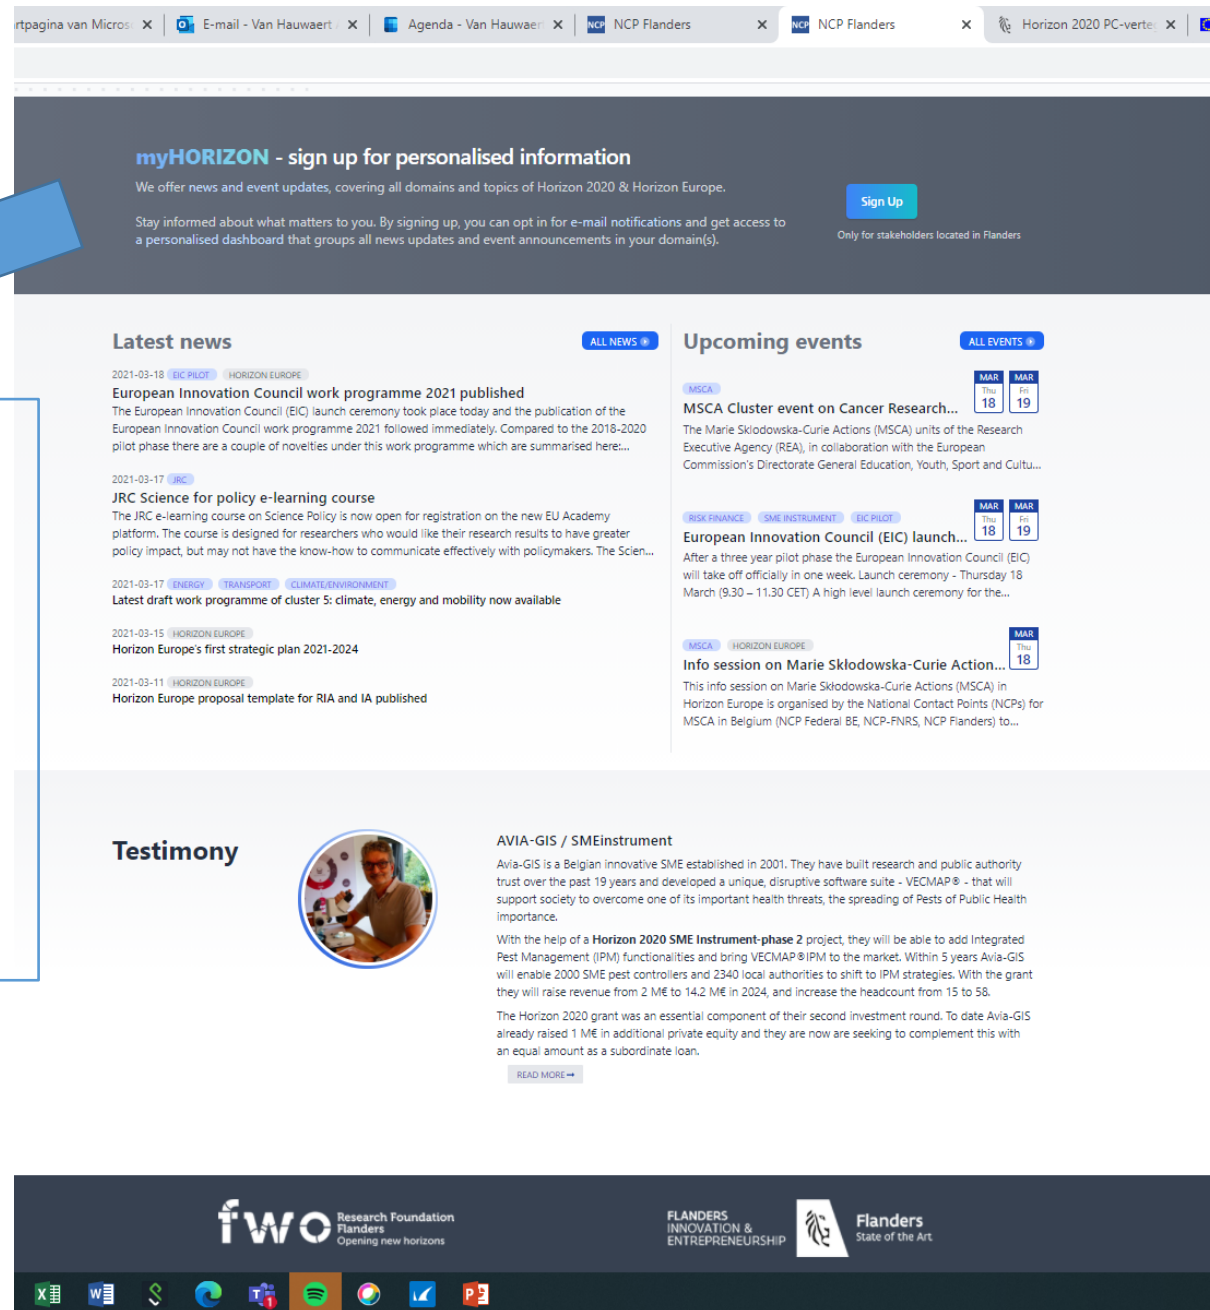 rtpagina van Micros
E-mail - Van Hauwaert
Agenda - Van Hauwaer
NCP
NCP Flanders
NCP
NCP Flanders
Horizon 2020 PC-verte
myHORIZON - sign up for personalised information
We offer news and event updates, covering all domains and topics of Horizon 2020 & Horizon Europe.
Stay informed about what matters to you. By signing up, you can opt in for e-mail notifications and get access to
a personalised dashboard that groups all news updates and event announcements in your domain(s).
Sign Up
Only for stakeholders located in Flanders
Latest news
ALL NEWS
2021-03-18 EIC PILOT HORIZON EUROPE
European Innovation Council work programme 2021 published
The European Innovation Council (EIC) launch ceremony took place today and the publication of the
European Innovation Council work programme 2021 followed immediately. Compared to the 2018-2020
pilot phase there are a couple of novelties under this work programme which are summarised here:...
2021-03-17 JRC
JRC Science for policy e-learning course
The JRC e-learning course on Science Policy is now open for registration on the new EU Academy
platform. The course is designed for researchers who would like their research results to have greater
policy impact, but may not have the know-how to communicate effectively with policymakers. The Scien...
2021-03-17 ENERGY TRANSPORT CLIMATE/ENVIRONMENT
Latest draft work programme of cluster 5: climate, energy and mobility now available
2021-03-15 HORIZON EUROPE
Horizon Europe's first strategic plan 2021-2024
2021-03-11 HORIZON EUROPE
Horizon Europe proposal template for RIA and IA published
Upcoming events
ALL EVENTS
MSCA
MAR Thu 18
MAR Fri 19
MSCA Cluster event on Cancer Research...
The Marie Sklodowska-Curie Actions (MSCA) units of the Research
Executive Agency (REA), in collaboration with the European
Commission's Directorate General Education, Youth, Sport and Cultu...
RISK FINANCE SME INSTRUMENT EIC PILOT
MAR Thu 18
MAR Fri 19
European Innovation Council (EIC) launch...
After a three year pilot phase the European Innovation Council (EIC)
will take off officially in one week. Launch ceremony - Thursday 18
March (9.30 – 11.30 CET) A high level launch ceremony for the...
MSCA HORIZON EUROPE
MAR Thu 18
Info session on Marie Skłodowska-Curie Action...
This info session on Marie Skłodowska-Curie Actions (MSCA) in
Horizon Europe is organised by the National Contact Points (NCPs) for
MSCA in Belgium (NCP Federal BE, NCP-FNRS, NCP Flanders) to...
Testimony
AVIA-GIS / SMEinstrument
Avia-GIS is a Belgian innovative SME established in 2001. They have built research and public authority
trust over the past 19 years and developed a unique, disruptive software suite - VECMAP® - that will
support society to overcome one of its important health threats, the spreading of Pests of Public Health
importance.
With the help of a Horizon 2020 SME Instrument-phase 2 project, they will be able to add Integrated
Pest Management (IPM) functionalities and bring VECMAP®IPM to the market. Within 5 years Avia-GIS
will enable 2000 SME pest controllers and 2340 local authorities to shift to IPM strategies. With the grant
they will raise revenue from 2 M€ to 14.2 M€ in 2024, and increase the headcount from 15 to 58.
The Horizon 2020 grant was an essential component of their second investment round. To date Avia-GIS
already raised 1 M€ in additional private equity and they are now are seeking to complement this with
an equal amount as a subordinate loan.
READ MORE
fwo
Research Foundation
Flanders
Opening new horizons
FLANDERS
INNOVATION &
ENTREPRENEURSHIP
Flanders
State of the Art